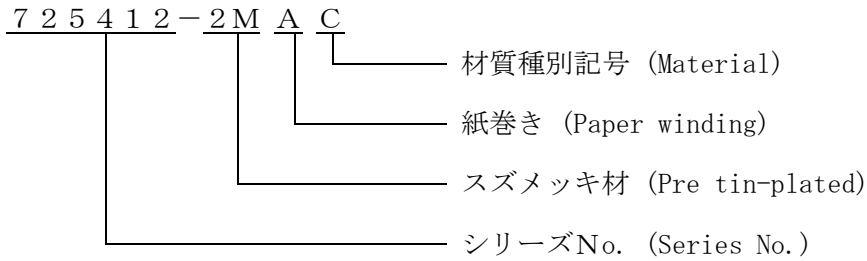 ７２５４１２－２ＭＡＣ
材質種別記号 (Material)
紙巻き (Paper winding)
スズメッキ材 (Pre tin-plated)
シリーズＮo. (Series No.)